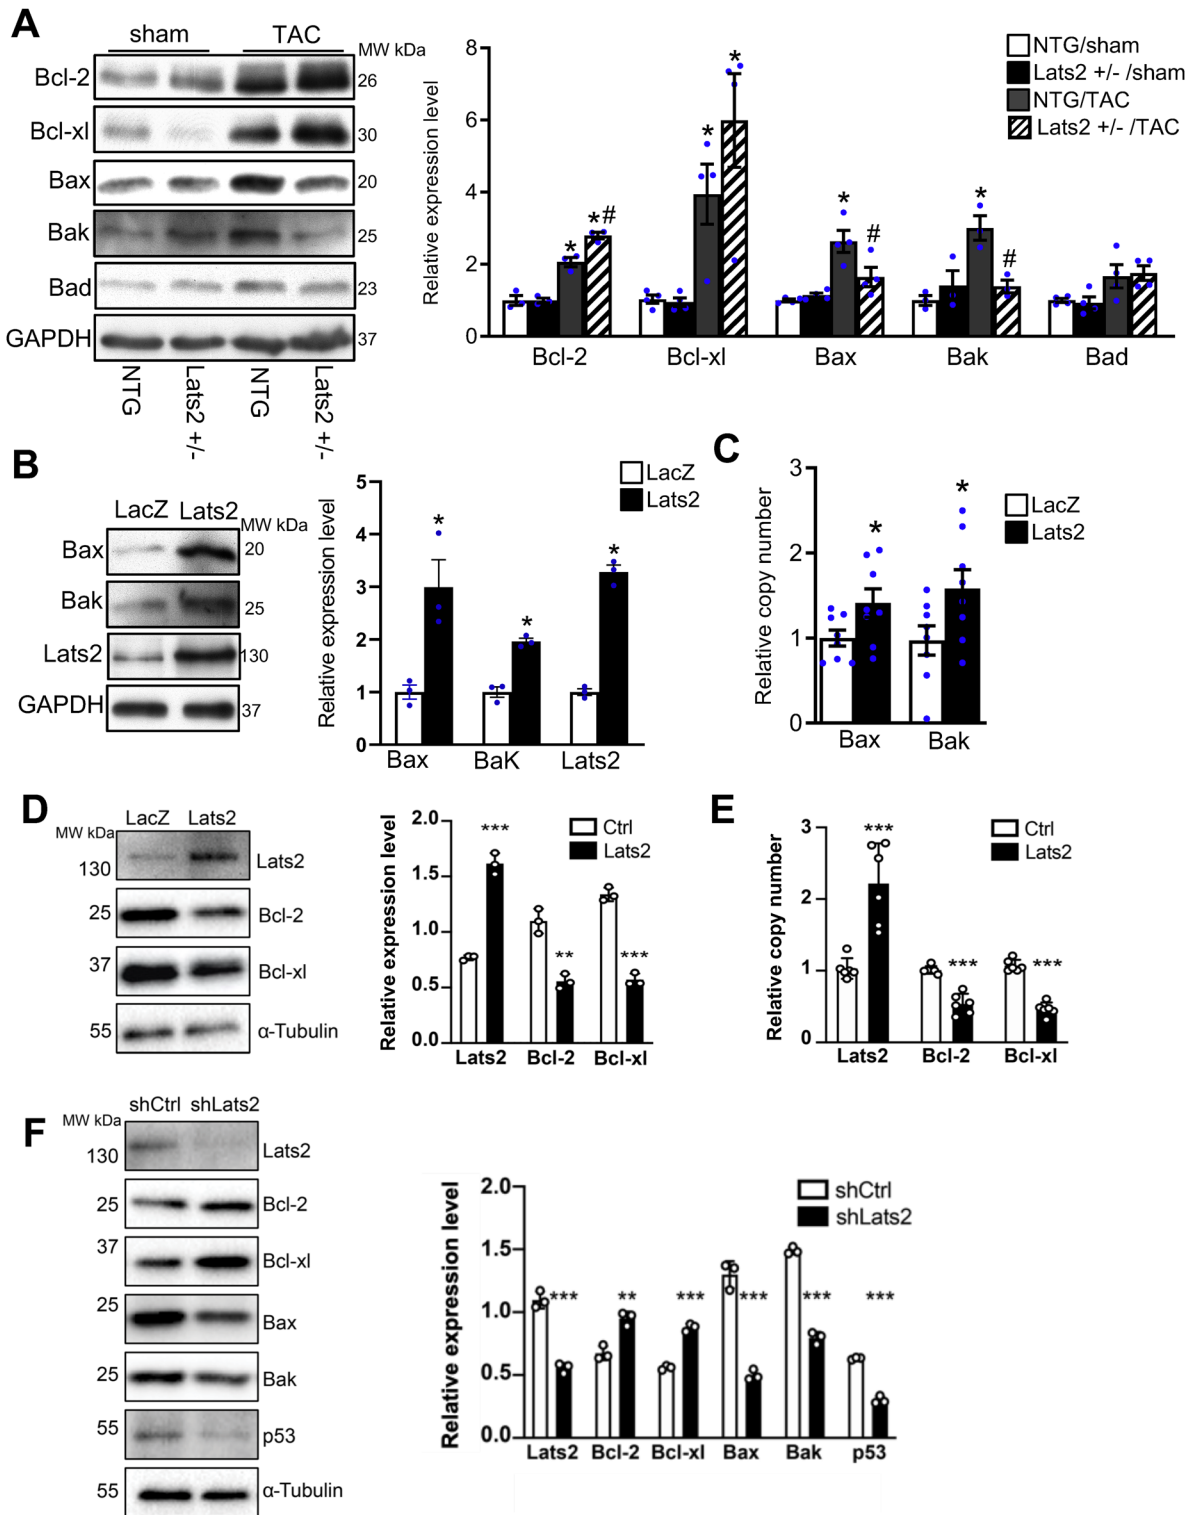 A
sham TAC
MW kDa
Bcl-2 26
Bcl-xl 30
Bax 20
Bak 25
Bad 23
GAPDH 37
NTG Lats2 +/- NTG Lats2 +/-
Relative expression level
8
6
4
2
0
* *# * * * # * #
Bcl-2 Bcl-xl Bax Bak Bad
NTG/sham
Lats2 +/- /sham
NTG/TAC
Lats2 +/- /TAC
B
LacZ Lats2
MW kDa
Bax 20
Bak 25
Lats2 130
GAPDH 37
Relative expression level
5
4
3
2
1
0
* * *
Bax BaK Lats2
LacZ
Lats2
C
Relative copy number
3
2
1
0
* *
Bax Bak
LacZ
Lats2
D
LacZ Lats2
MW kDa
130 Lats2
25 Bcl-2
37 Bcl-xl
55 α-Tubulin
Relative expression level
2.0
1.5
1.0
0.5
0.0
*** ** ***
Lats2 Bcl-2 Bcl-xl
Ctrl
Lats2
E
Relative copy number
3
2
1
0
*** *** ***
Lats2 Bcl-2 Bcl-xl
Ctrl
Lats2
F
shCtrl shLats2
MW kDa
130 Lats2
25 Bcl-2
37 Bcl-xl
25 Bax
25 Bak
55 p53
55 α-Tubulin
Relative expression level
2.0
1.5
1.0
0.5
0.0
*** ** *** *** *** ***
Lats2 Bcl-2 Bcl-xl Bax Bak p53
shCtrl
shLats2